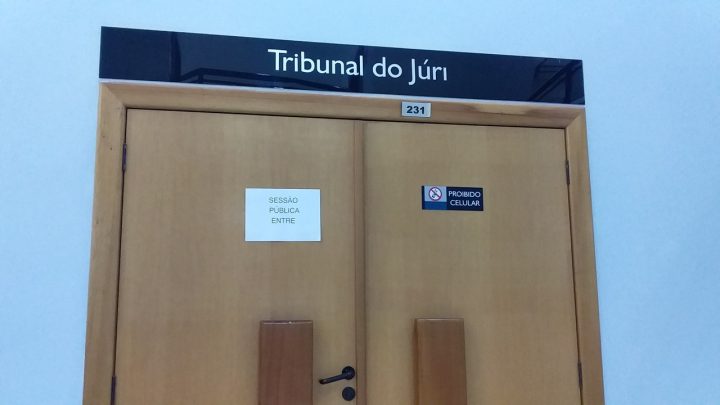 Tribunal do Júri
231
SESSÃO
PÚBLICA
ENTRE
PROIBIDO
CELULAR